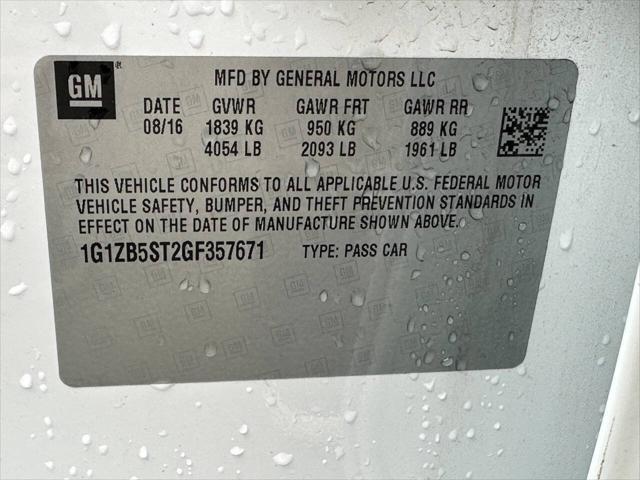 GM
MFD BY GENERAL MOTORS LLC
DATE GVWR GAWR FRT GAWR RR
08/16 1839 KG 950 KG 889 KG
4054 LB 2093 LB 1961 LB
THIS VEHICLE CONFORMS TO ALL APPLICABLE U.S. FEDERAL MOTOR
VEHICLE SAFETY, BUMPER, AND THEFT PREVENTION STANDARDS IN
EFFECT ON THE DATE OF MANUFACTURE SHOWN ABOVE.
1G1ZB5ST2GF357671 TYPE: PASS CAR